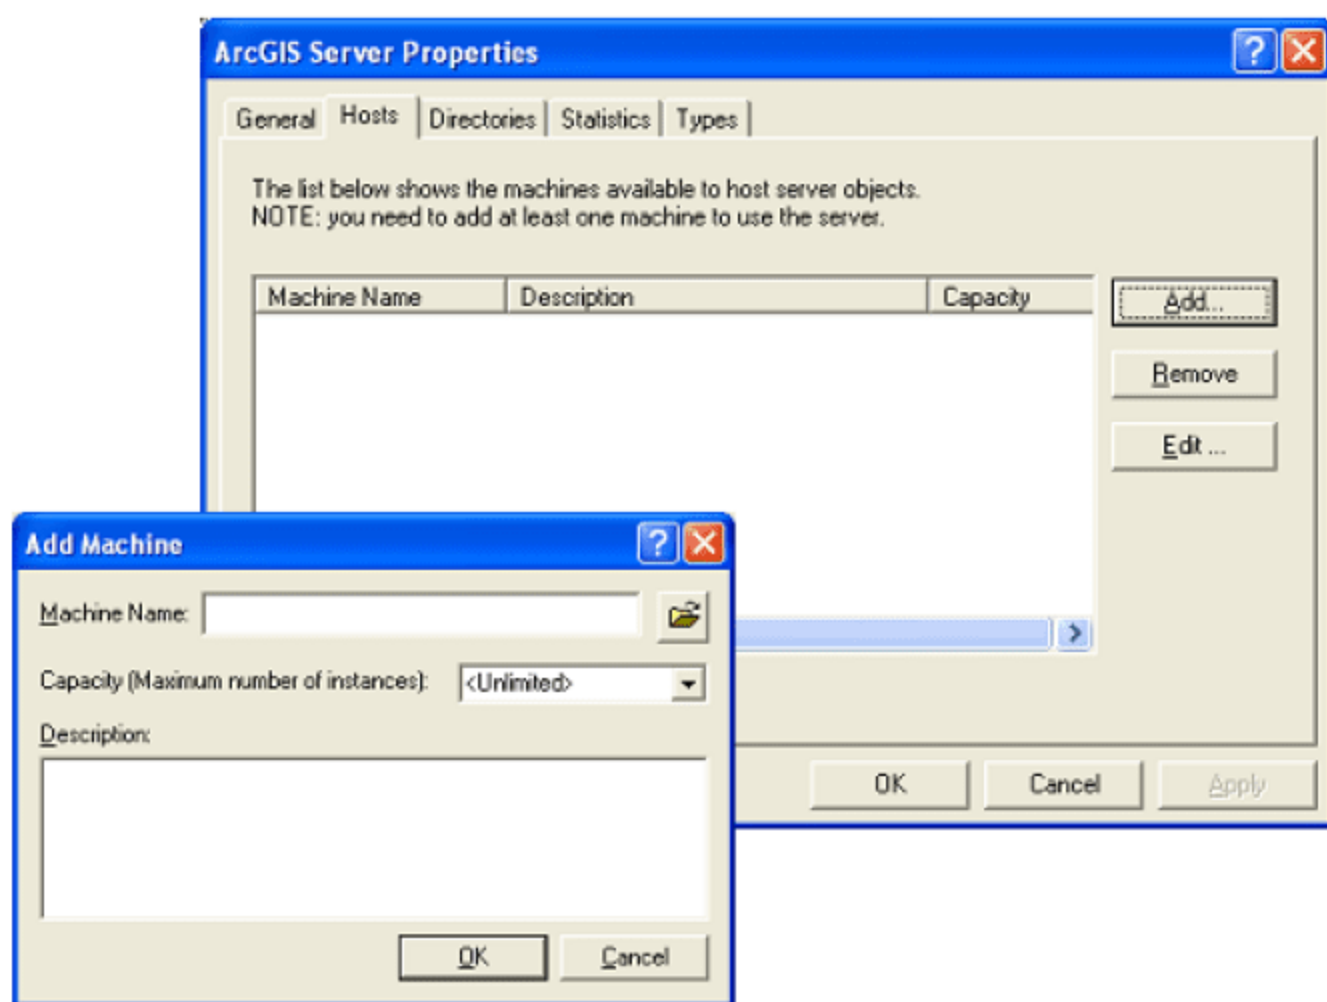 ArcGIS Server Properties
General Hosts Directories Statistics Types
The list below shows the machines available to host server objects.
NOTE: you need to add at least one machine to use the server.
Machine Name Description Capacity
Add...
Remove
Edit ...
OK Cancel Apply
Add Machine
Machine Name:
Capacity (Maximum number of instances): <Unlimited>
Description:
OK Cancel